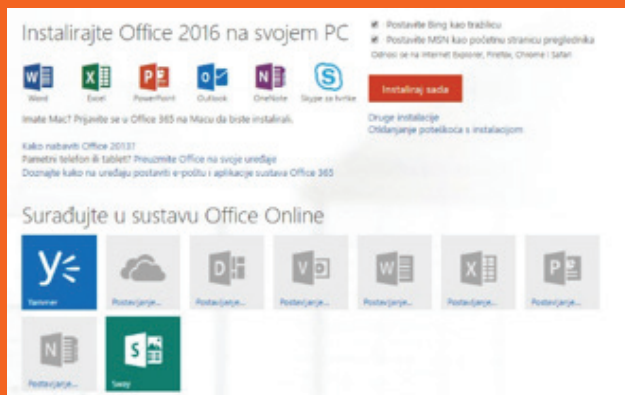 Instalirajte Office 2016 na svojem PC
Word Excel PowerPoint Outlook OneNote Skype za tvrtke
Imate Mac? Prijavite se u Office 365 na Macu da biste instalirali.
Kako nabaviti Office 2013?
Pametni telefon ili tablet? Preuzmite Office na svoje uređaje
Doznajte kako na uređaju postaviti e-poštu i aplikacije sustava Office 365
Postavite Bing kao tražilicu
Postavite MSN kao početnu stranicu preglednika
Odnosi se na Internet Explorer, Firefox, Chrome i Safari
Instaliraj sada
Druge instalacije
Otklanjanje poteškoća s instalacijom
Surađujte u sustavu Office Online
Yammer Postavljanje... Postavljanje... Postavljanje... Postavljanje... Postavljanje... Postavljanje...
Postavljanje... Sway